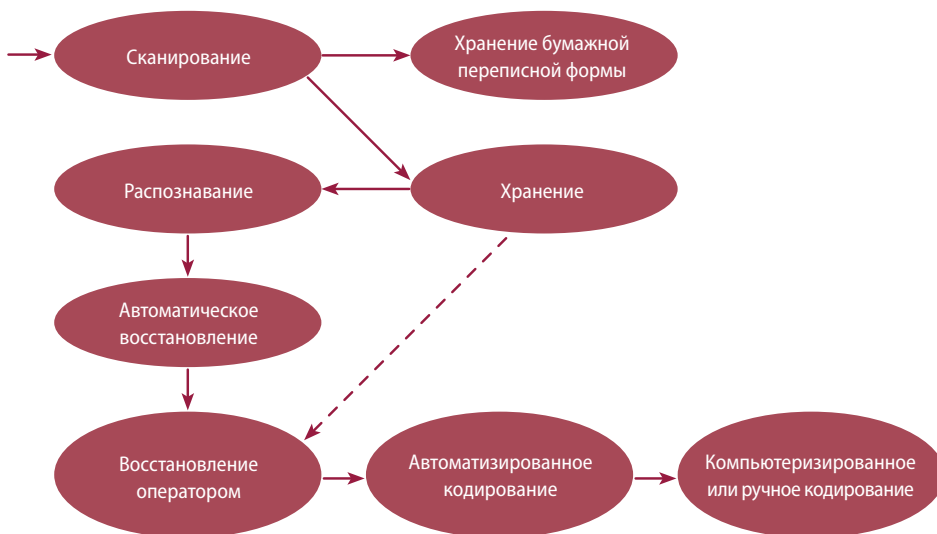 Сканирование
Хранение бумажной
переписной формы
Распознавание
Хранение
Автоматическое
восстановление
Восстановление
оператором
Автоматизированное
кодирование
Компьютеризированное
или ручное кодирование